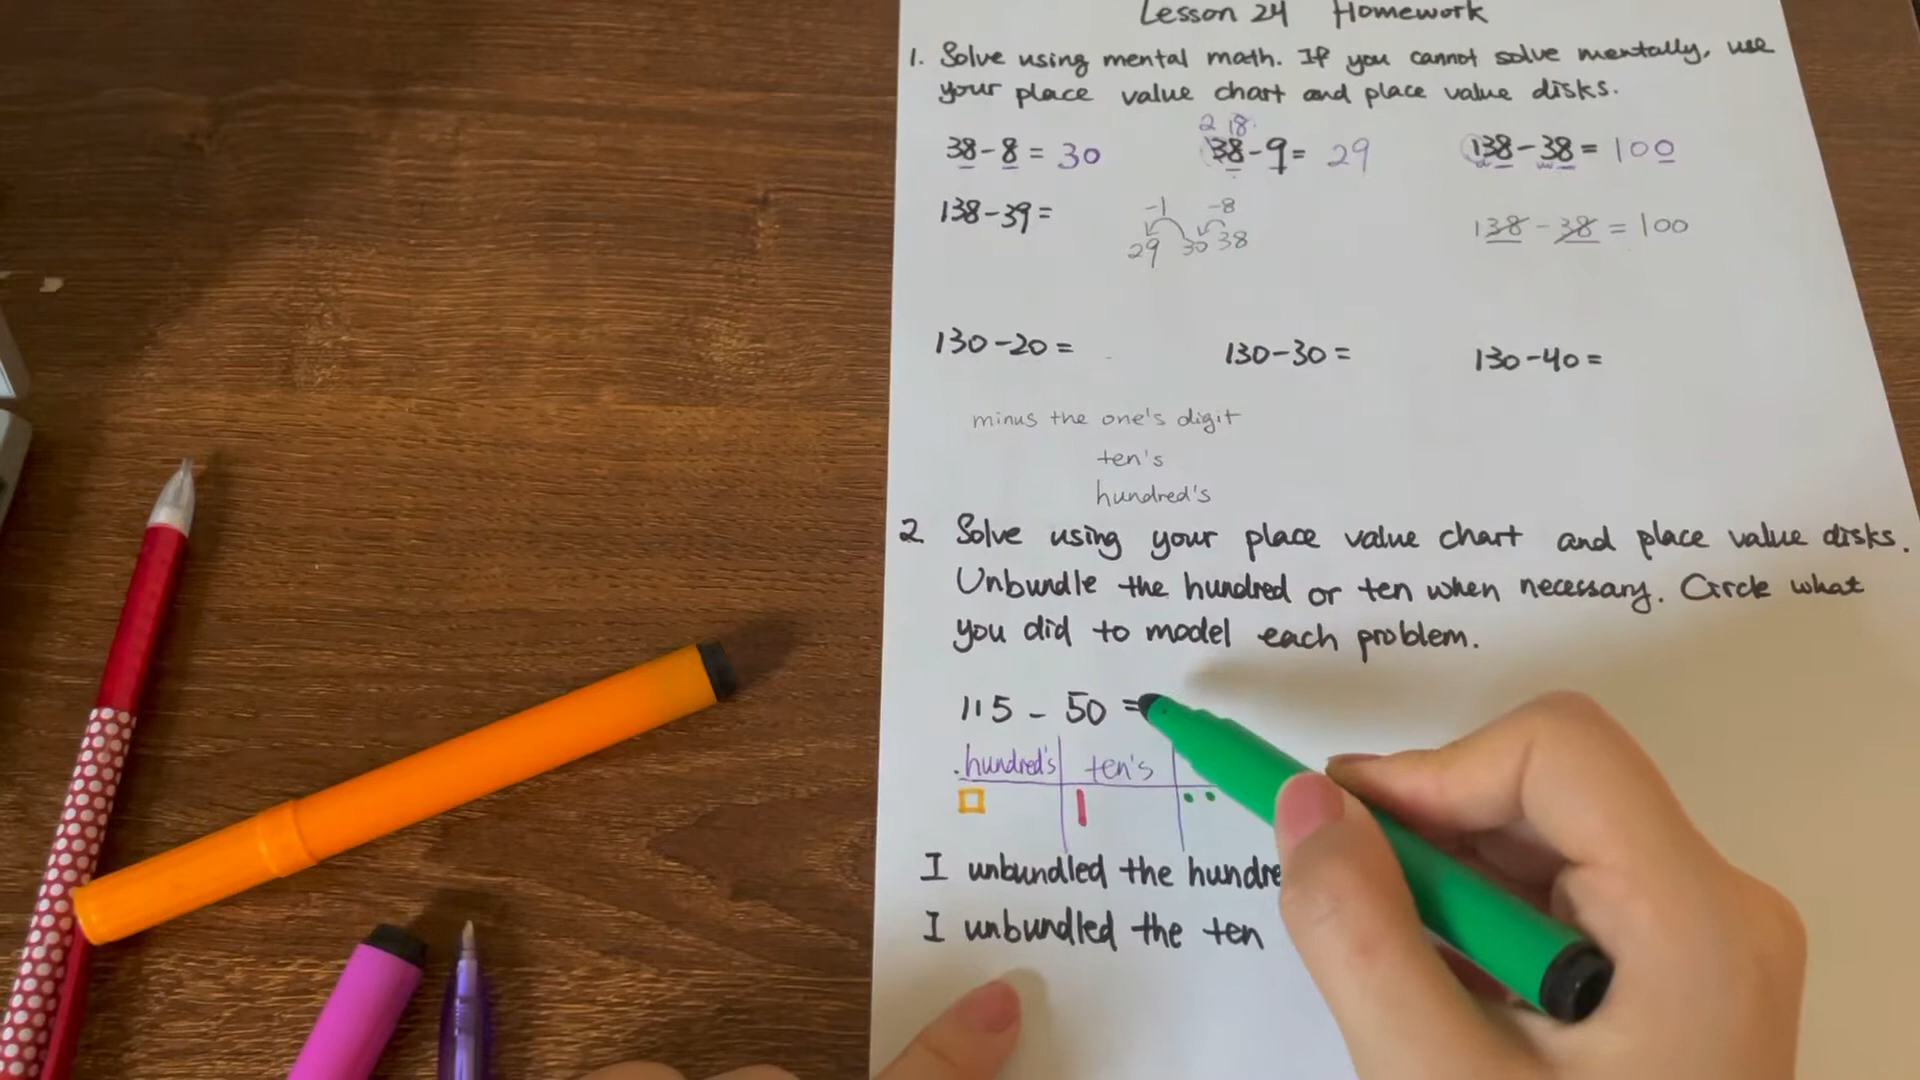 Lesson 24 Homework
1. Solve using mental math. If you cannot solve mentally, use
your place value chart and place value disks.
2 18
38-8 = 30 38-9= 29 138-38= 100
138-39=
-1 -8
29 30 38
138-38 = 100
130-20= 130-30= 130-40=
minus the one's digit
ten's
hundred's
2. Solve using your place value chart and place value disks.
Unbundle the hundred or ten when necessary. Circle what
you did to model each problem.
115 - 50 =
hundred's ten's
I unbundled the hundre
I unbundled the ten